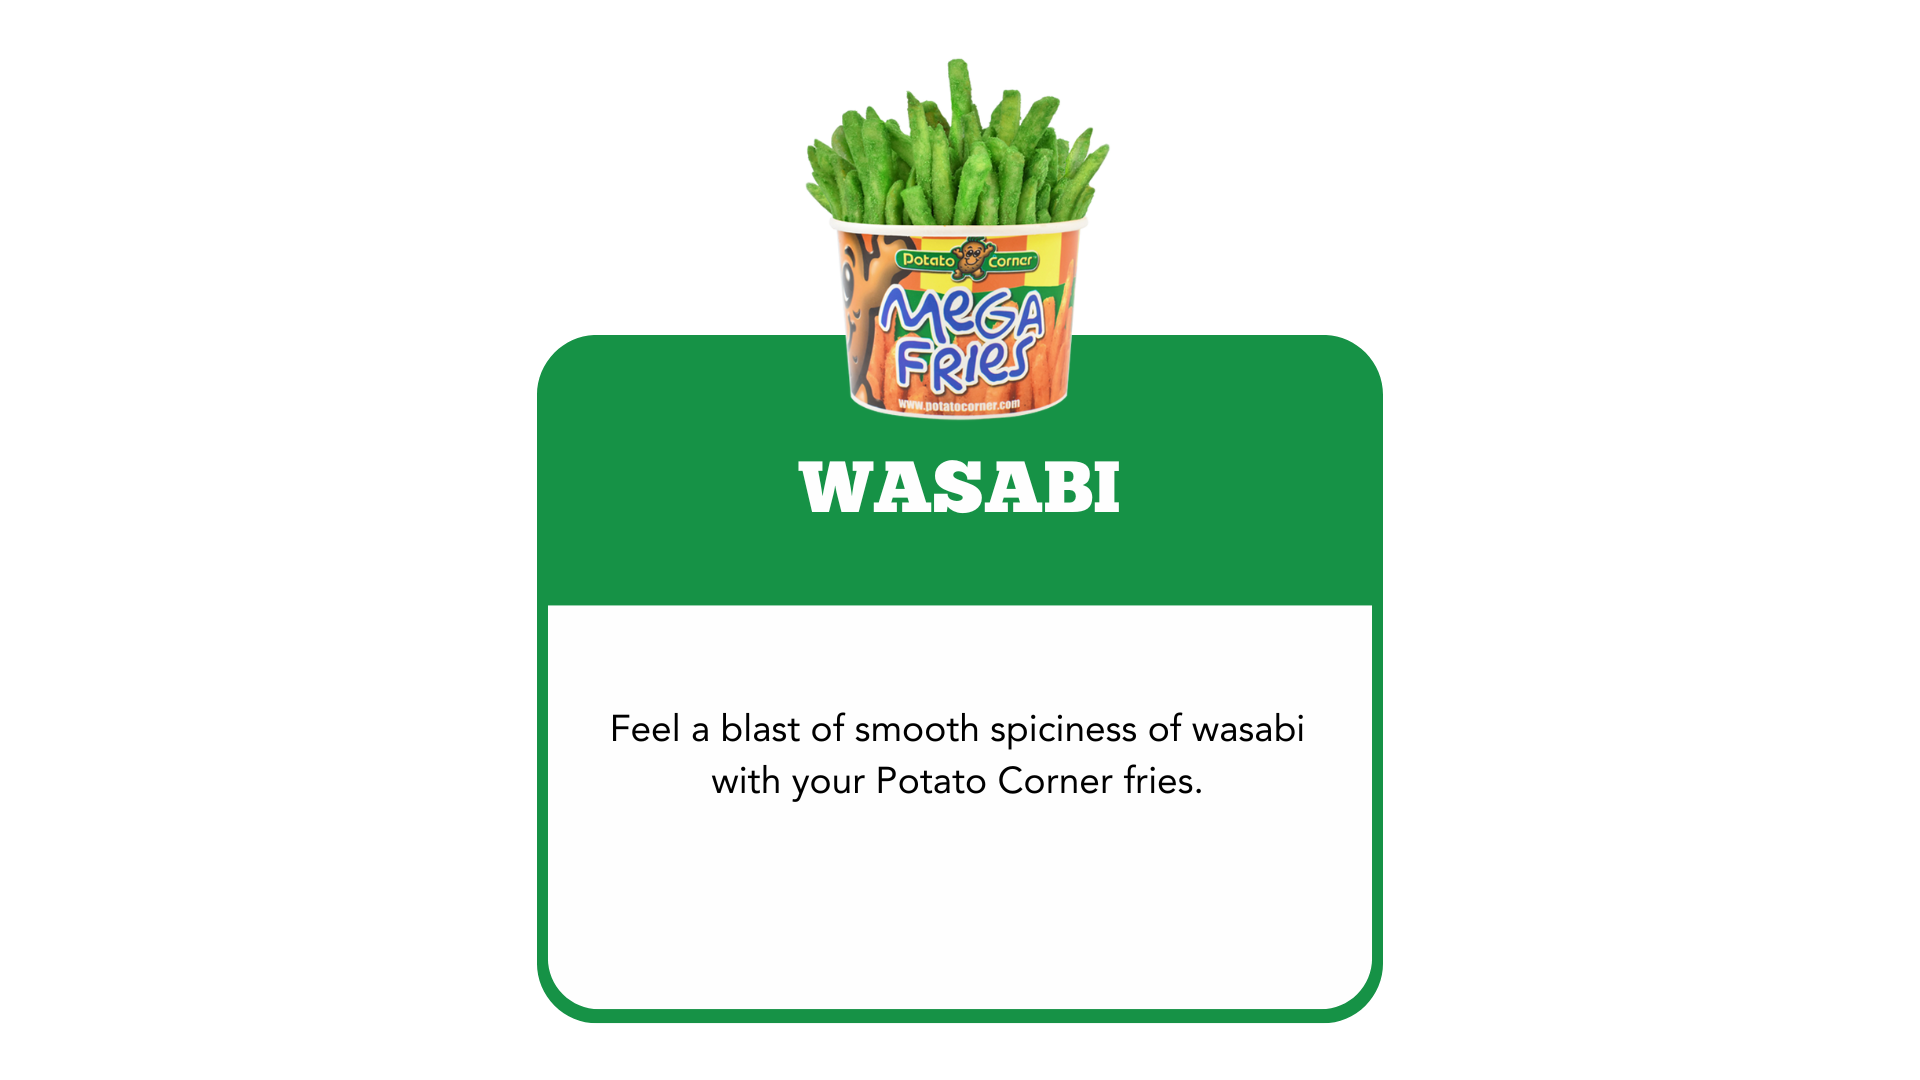 Potato Corner
MEGA
FRIES
www.potatocorner.com
WASABI
Feel a blast of smooth spiciness of wasabi
with your Potato Corner fries.